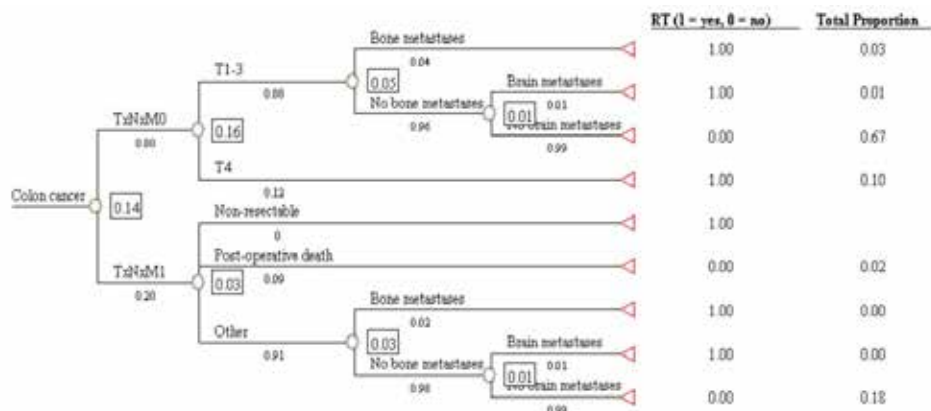 RT (1 = yes, 0 = no) Total Proportion
Bone metastases 1.00 0.03
0.04
T1-3 0.05 Brain metastases 1.00 0.01
0.88 No bone metastases 0.01
0.96 0.01 No brain metastases 0.00 0.67
TxNxM0 0.16 0.99
0.80
T4 1.00 0.10
0.12
Colon cancer 0.14
Non-resectable 1.00
0
Post-operative death 0.00 0.02
TxNxM1 0.03 0.09
0.20
Bone metastases 1.00 0.00
0.02
Other 0.03 Brain metastases 1.00 0.00
0.91 No bone metastases 0.01
0.98 0.01 No brain metastases 0.00 0.18
0.99